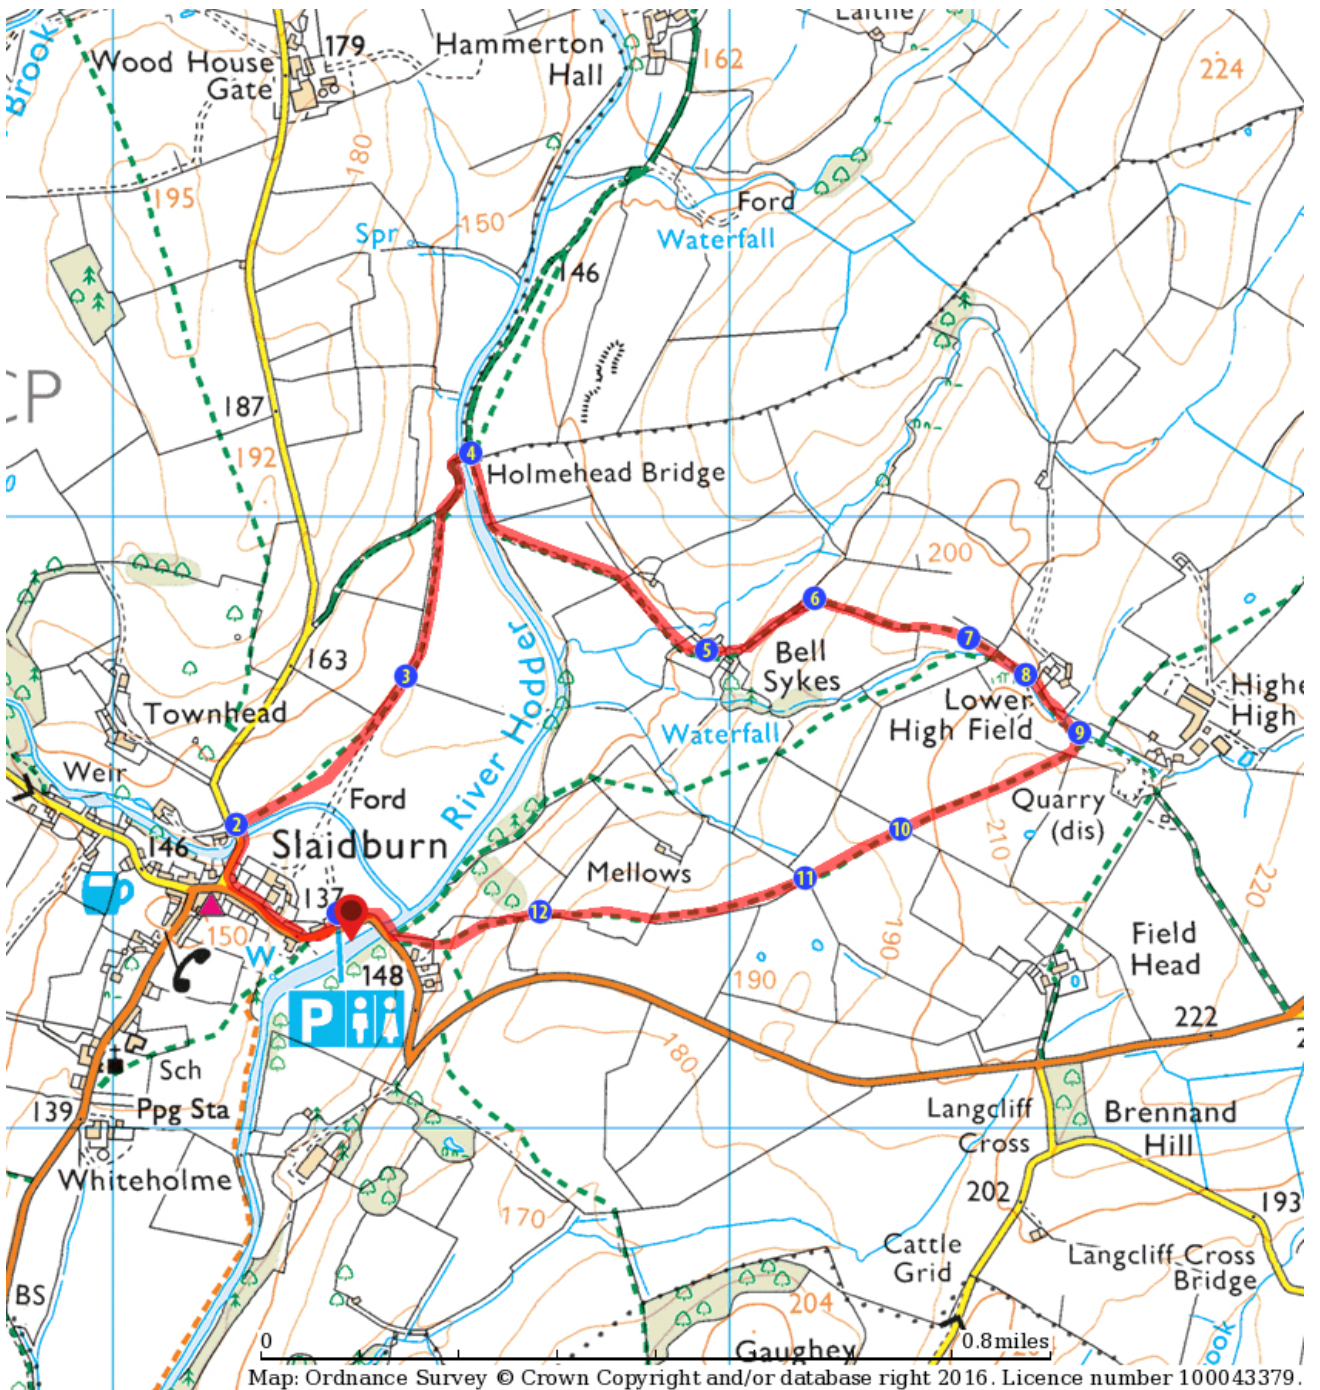 Brook
Wood House
Gate
179
Hammerton
Hall
162
Laithe
224
180
195
150
Spr
Ford
Waterfall
146
CP
187
192
4
Holmehead Bridge
200
163
3
River Hodder
5
6
Bell
Sykes
7
8
Lower
High Field
9
Highe
High
Townhead
Weir
2
Ford
Slaidburn
Waterfall
Quarry
(dis)
146
137
Mellows
10
210
11
12
220
150
W
148
190
190
Field
Head
P
222
2
Sch
180
Ppg Sta
139
Langcliff
Cross
Brennand
Hill
Whiteholme
170
202
193
Cattle
Grid
Langcliff Cross
Bridge
BS
204
Gaughey
ook
0
0.8miles
Map: Ordnance Survey © Crown Copyright and/or database right 2016. Licence number 100043379.